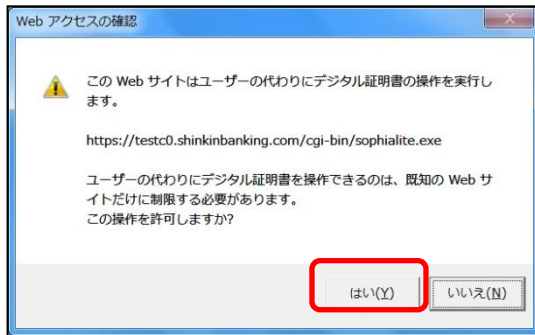 Web アクセスの確認
この Web サイトはユーザーの代わりにデジタル証明書の操作を実行し
ます。
https://testc0.shinkinbanking.com/cgi-bin/sophialite.exe
ユーザーの代わりにデジタル証明書を操作できるのは、既知の Web サ
イトだけに制限する必要があります。
この操作を許可しますか?
はい(Y) いいえ(N)